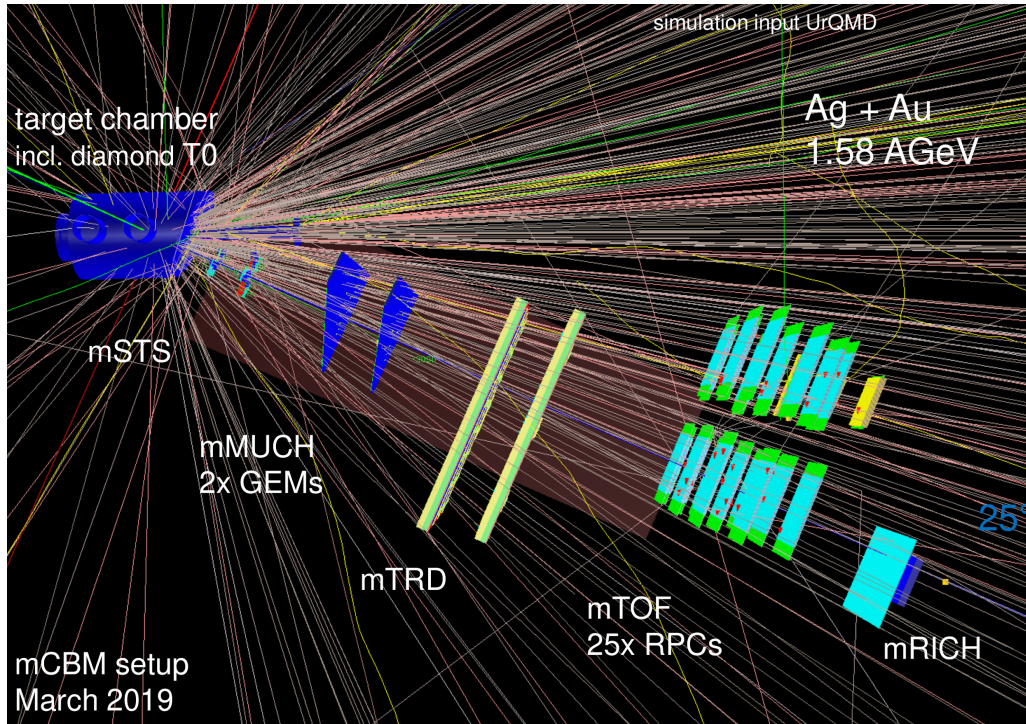 simulation input UrQMD
Ag + Au
1.58 AGeV
target chamber
incl. diamond T0
mSTS
mMUCH
2x GEMs
mTRD
mTOF
25x RPCs
25°
mRICH
mCBM setup
March 2019